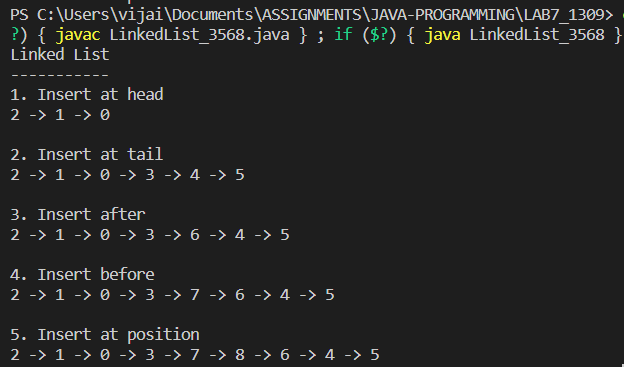 PS C:\Users\vijai\Documents\ASSIGNMENTS\JAVA-PROGRAMMING\LAB7_1309>
?) { javac LinkedList_3568.java } ; if ($?) { java LinkedList_3568 }
Linked List
-----------
1. Insert at head
2 -> 1 -> 0
2. Insert at tail
2 -> 1 -> 0 -> 3 -> 4 -> 5
3. Insert after
2 -> 1 -> 0 -> 3 -> 6 -> 4 -> 5
4. Insert before
2 -> 1 -> 0 -> 3 -> 7 -> 6 -> 4 -> 5
5. Insert at position
2 -> 1 -> 0 -> 3 -> 7 -> 8 -> 6 -> 4 -> 5